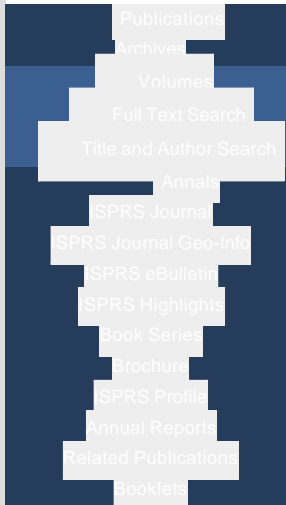 Publications
Archives
Volumes
Full Text Search
Title and Author Search
Annals
ISPRS Journal
ISPRS Journal Geo-Info
ISPRS eBulletin
ISPRS Highlights
Book Series
Brochure
ISPRS Profile
Annual Reports
Related Publications
Booklets